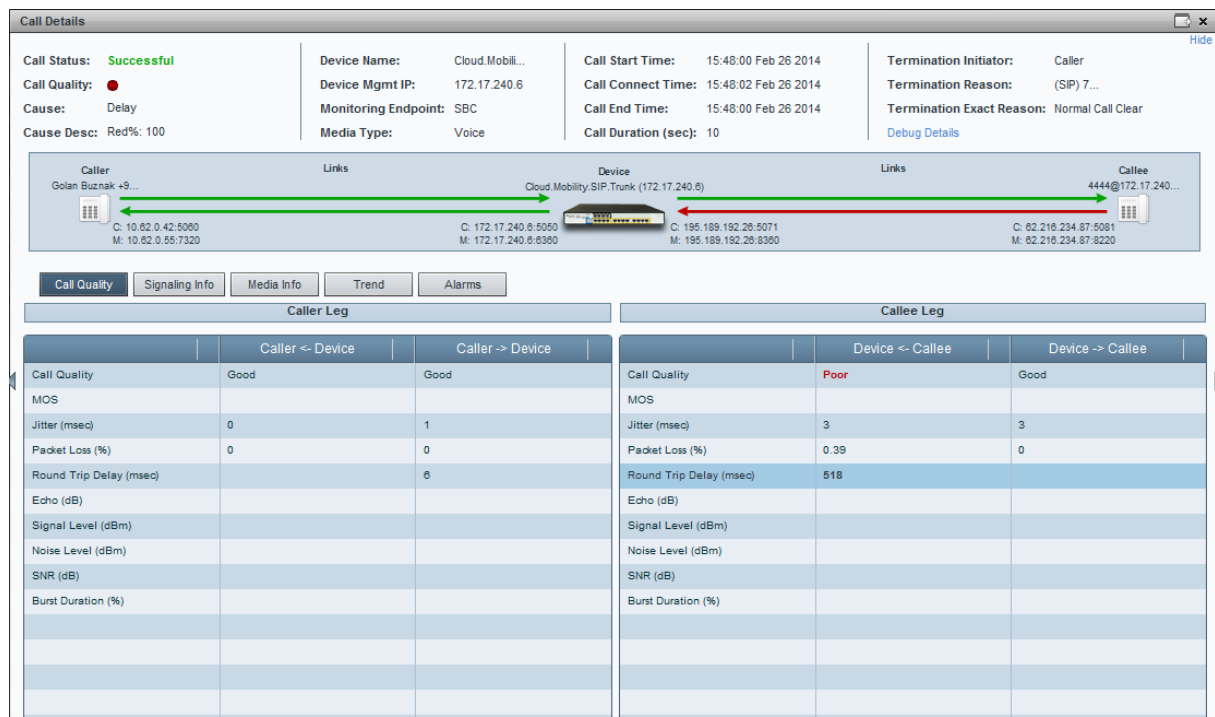 Call Details
Hide
Call Status: Successful
Call Quality:
Cause: Delay
Cause Desc: Red%: 100
Device Name: Cloud.Mobili...
Device Mgmt IP: 172.17.240.6
Monitoring Endpoint: SBC
Media Type: Voice
Call Start Time: 15:48:00 Feb 26 2014
Call Connect Time: 15:48:02 Feb 26 2014
Call End Time: 15:48:00 Feb 26 2014
Call Duration (sec): 10
Termination Initiator: Caller
Termination Reason: (SIP) 7...
Termination Exact Reason: Normal Call Clear
Debug Details
Caller
Golan Buznak +9...
Links
Device
Cloud.Mobility.SIP.Trunk (172.17.240.6)
Links
Callee
4444@172.17.240...
C: 10.62.0.42:5060
M: 10.62.0.55:7320
C: 172.17.240.6:5050
M: 172.17.240.6:6360
C: 195.189.192.26:5071
M: 195.189.192.26:8360
C: 62.216.234.87:5081
M: 62.216.234.87:8220
Call Quality Signaling Info Media Info Trend Alarms
Caller Leg
Caller <- Device Caller -> Device
Call Quality Good Good
MOS
Jitter (msec) 0 1
Packet Loss (%) 0 0
Round Trip Delay (msec) 6
Echo (dB)
Signal Level (dBm)
Noise Level (dBm)
SNR (dB)
Burst Duration (%)
Callee Leg
Device <- Callee Device -> Callee
Call Quality Poor Good
MOS
Jitter (msec) 3 3
Packet Loss (%) 0.39 0
Round Trip Delay (msec) 518
Echo (dB)
Signal Level (dBm)
Noise Level (dBm)
SNR (dB)
Burst Duration (%)